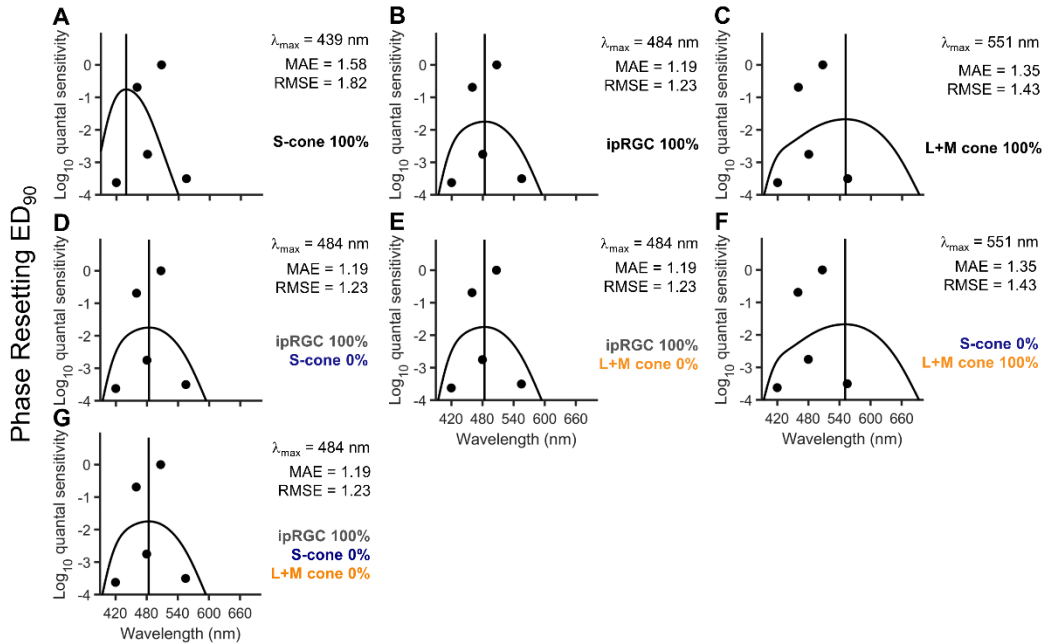 Phase Resetting ED90
A
Log10 quantal sensitivity
0
-1
-2
-3
-4
λmax = 439 nm
MAE = 1.58
RMSE = 1.82
S-cone 100%
B
Log10 quantal sensitivity
0
-1
-2
-3
-4
λmax = 484 nm
MAE = 1.19
RMSE = 1.23
ipRGC 100%
C
Log10 quantal sensitivity
0
-1
-2
-3
-4
λmax = 551 nm
MAE = 1.35
RMSE = 1.43
L+M cone 100%
D
Log10 quantal sensitivity
0
-1
-2
-3
-4
λmax = 484 nm
MAE = 1.19
RMSE = 1.23
ipRGC 100%
S-cone 0%
E
Log10 quantal sensitivity
0
-1
-2
-3
-4
λmax = 484 nm
MAE = 1.19
RMSE = 1.23
ipRGC 100%
L+M cone 0%
420 480 540 600 660
Wavelength (nm)
F
Log10 quantal sensitivity
0
-1
-2
-3
-4
λmax = 551 nm
MAE = 1.35
RMSE = 1.43
S-cone 0%
L+M cone 100%
420 480 540 600 660
Wavelength (nm)
G
Log10 quantal sensitivity
0
-1
-2
-3
-4
λmax = 484 nm
MAE = 1.19
RMSE = 1.23
ipRGC 100%
S-cone 0%
L+M cone 0%
420 480 540 600 660
Wavelength (nm)